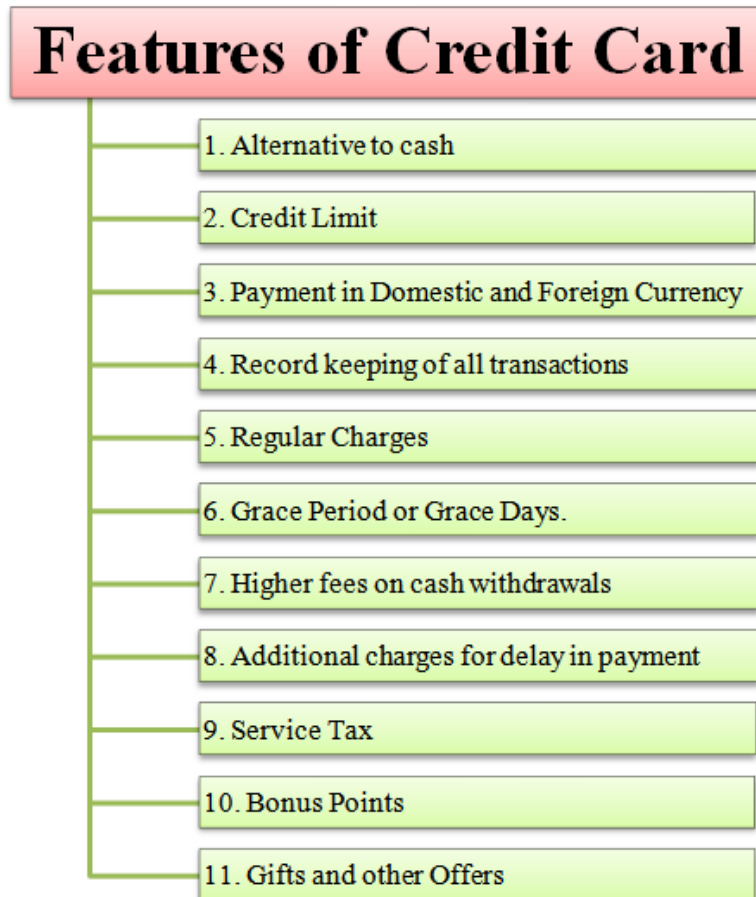 Features of Credit Card
1. Alternative to cash
2. Credit Limit
3. Payment in Domestic and Foreign Currency
4. Record keeping of all transactions
5. Regular Charges
6. Grace Period or Grace Days.
7. Higher fees on cash withdrawals
8. Additional charges for delay in payment
9. Service Tax
10. Bonus Points
11. Gifts and other Offers